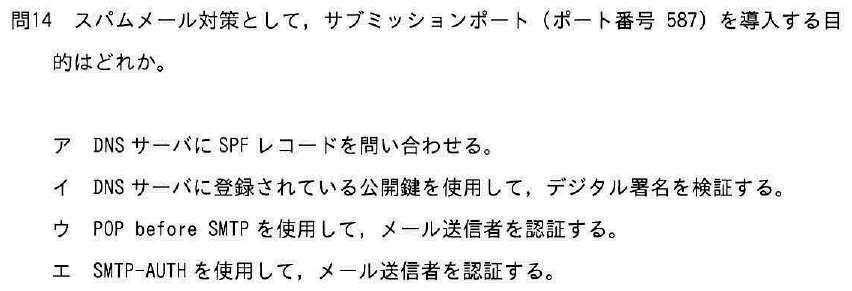 問14 スパムメール対策として，サブミッションポート（ポート番号 587）を導入する目
的はどれか。
ア DNS サーバに SPF レコードを問い合わせる。
イ DNS サーバに登録されている公開鍵を使用して，デジタル署名を検証する。
ウ POP before SMTP を使用して，メール送信者を認証する。
エ SMTP-AUTH を使用して，メール送信者を認証する。